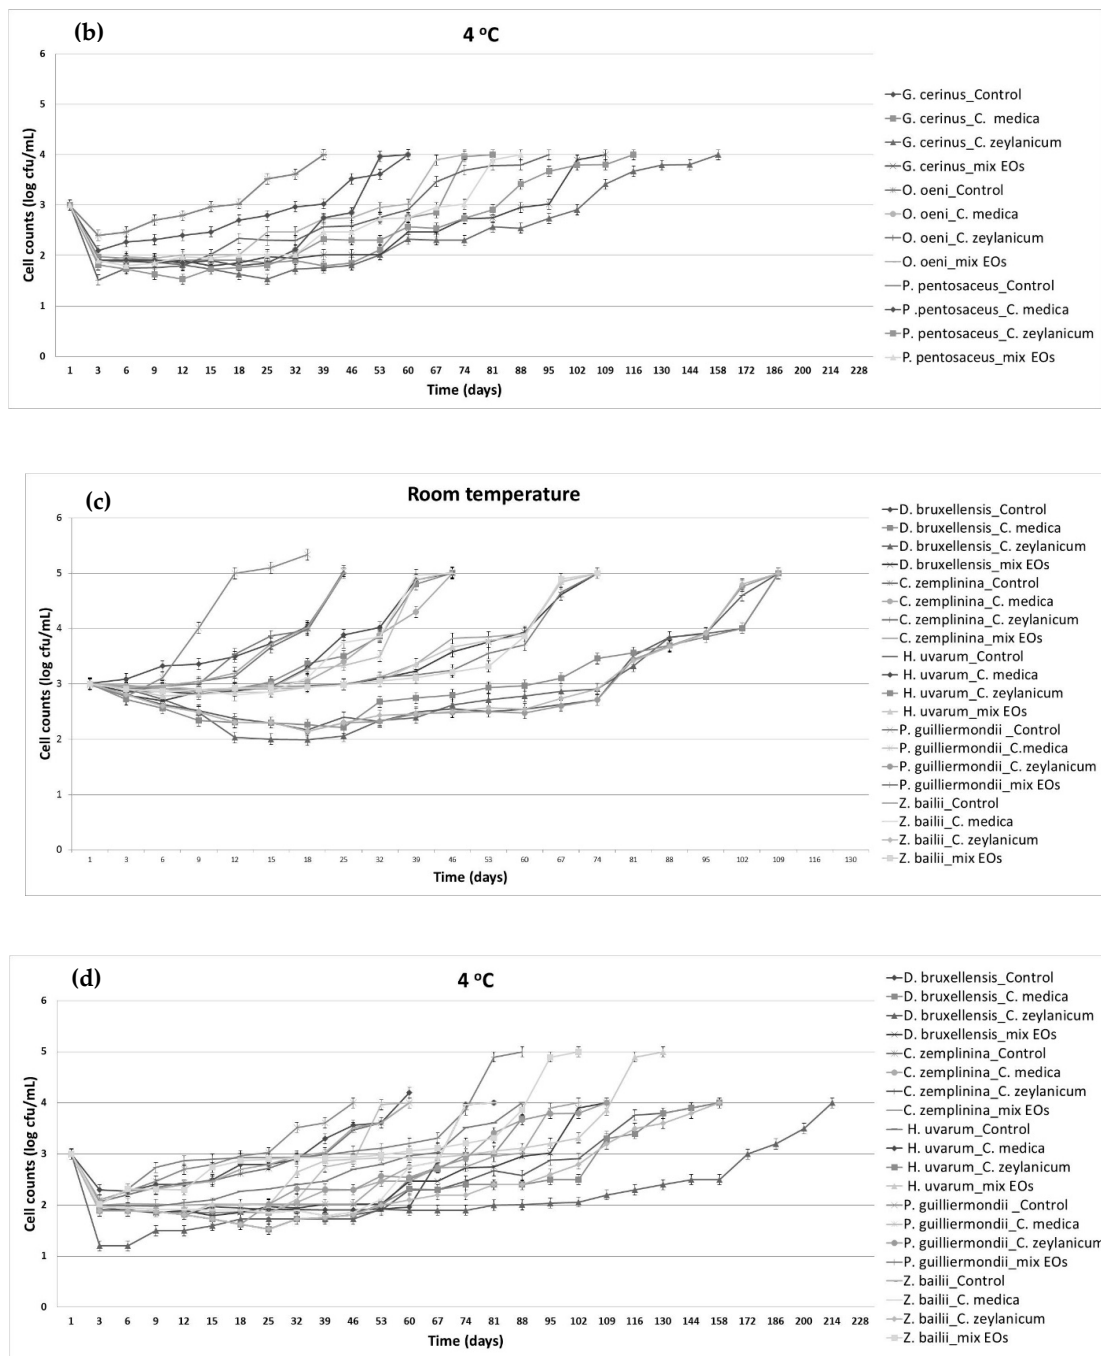 (b)
4 °C
Cell counts (log cfu/mL)
6
5
4
3
2
1
0
1 3 6 9 12 15 18 25 32 39 46 53 60 67 74 81 88 95 102 109 116 130 144 158 172 186 200 214 228
Time (days)
G. cerinus_Control
G. cerinus_C. medica
G. cerinus_C. zeylanicum
G. cerinus_mix EOs
O. oeni_Control
O. oeni_C. medica
O. oeni_C. zeylanicum
O. oeni_mix EOs
P. pentosaceus_Control
P .pentosaceus_C. medica
P. pentosaceus_C. zeylanicum
P. pentosaceus_mix EOs
(c)
Room temperature
Cell counts (log cfu/mL)
6
5
4
3
2
1
0
1 3 6 9 12 15 18 25 32 39 46 53 60 67 74 81 88 95 102 109 116 130
Time (days)
D. bruxellensis_Control
D. bruxellensis_C. medica
D. bruxellensis_C. zeylanicum
D. bruxellensis_mix EOs
C. zemplinina_Control
C. zemplinina_C. medica
C. zemplinina_C. zeylanicum
C. zemplinina_mix EOs
H. uvarum_Control
H. uvarum_C. medica
H. uvarum_C. zeylanicum
H. uvarum_mix EOs
P. guilliermondii _Control
P. guilliermondii_C.medica
P. guilliermondii_C. zeylanicum
P. guilliermondii_mix EOs
Z. bailii_Control
Z. bailii_C. medica
Z. bailii_C. zeylanicum
Z. bailii_mix EOs
(d)
4 °C
Cell counts (log cfu/mL)
6
5
4
3
2
1
0
1 3 6 9 12 15 18 25 32 39 46 53 60 67 74 81 88 95 102 109 116 130 144 158 172 186 200 214 228
Time (days)
D. bruxellensis_Control
D. bruxellensis_C. medica
D. bruxellensis_C. zeylanicum
D. bruxellensis_mix EOs
C. zemplinina_Control
C. zemplinina_C. medica
C. zemplinina_C. zeylanicum
C. zemplinina_mix EOs
H. uvarum_Control
H. uvarum_C. medica
H. uvarum_C. zeylanicum
H. uvarum_mix EOs
P. guilliermondii _Control
P. guilliermondii_C. medica
P. guilliermondii_C. zeylanicum
P. guilliermondii_mix EOs
Z. bailii_Control
Z. bailii_C. medica
Z. bailii_C. zeylanicum
Z. bailii_mix EOs